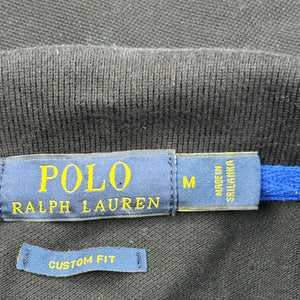 POLO
RALPH LAUREN
M
MADE IN
SRI LANKA
CUSTOM FIT